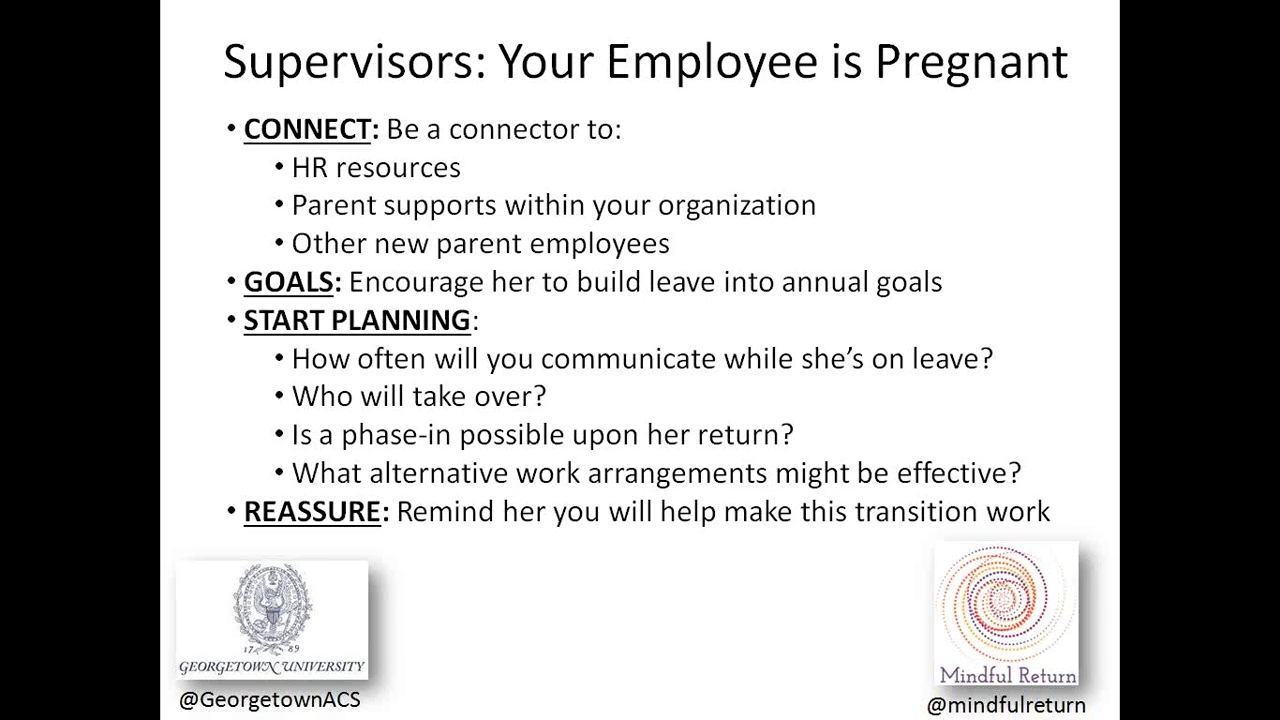 Supervisors: Your Employee is Pregnant
• CONNECT: Be a connector to:
• HR resources
• Parent supports within your organization
• Other new parent employees
• GOALS: Encourage her to build leave into annual goals
• START PLANNING:
• How often will you communicate while she's on leave?
• Who will take over?
• Is a phase-in possible upon her return?
• What alternative work arrangements might be effective?
• REASSURE: Remind her you will help make this transition work
1789
GEORGETOWN UNIVERSITY
@GeorgetownACS
Mindful Return
@mindfulreturn